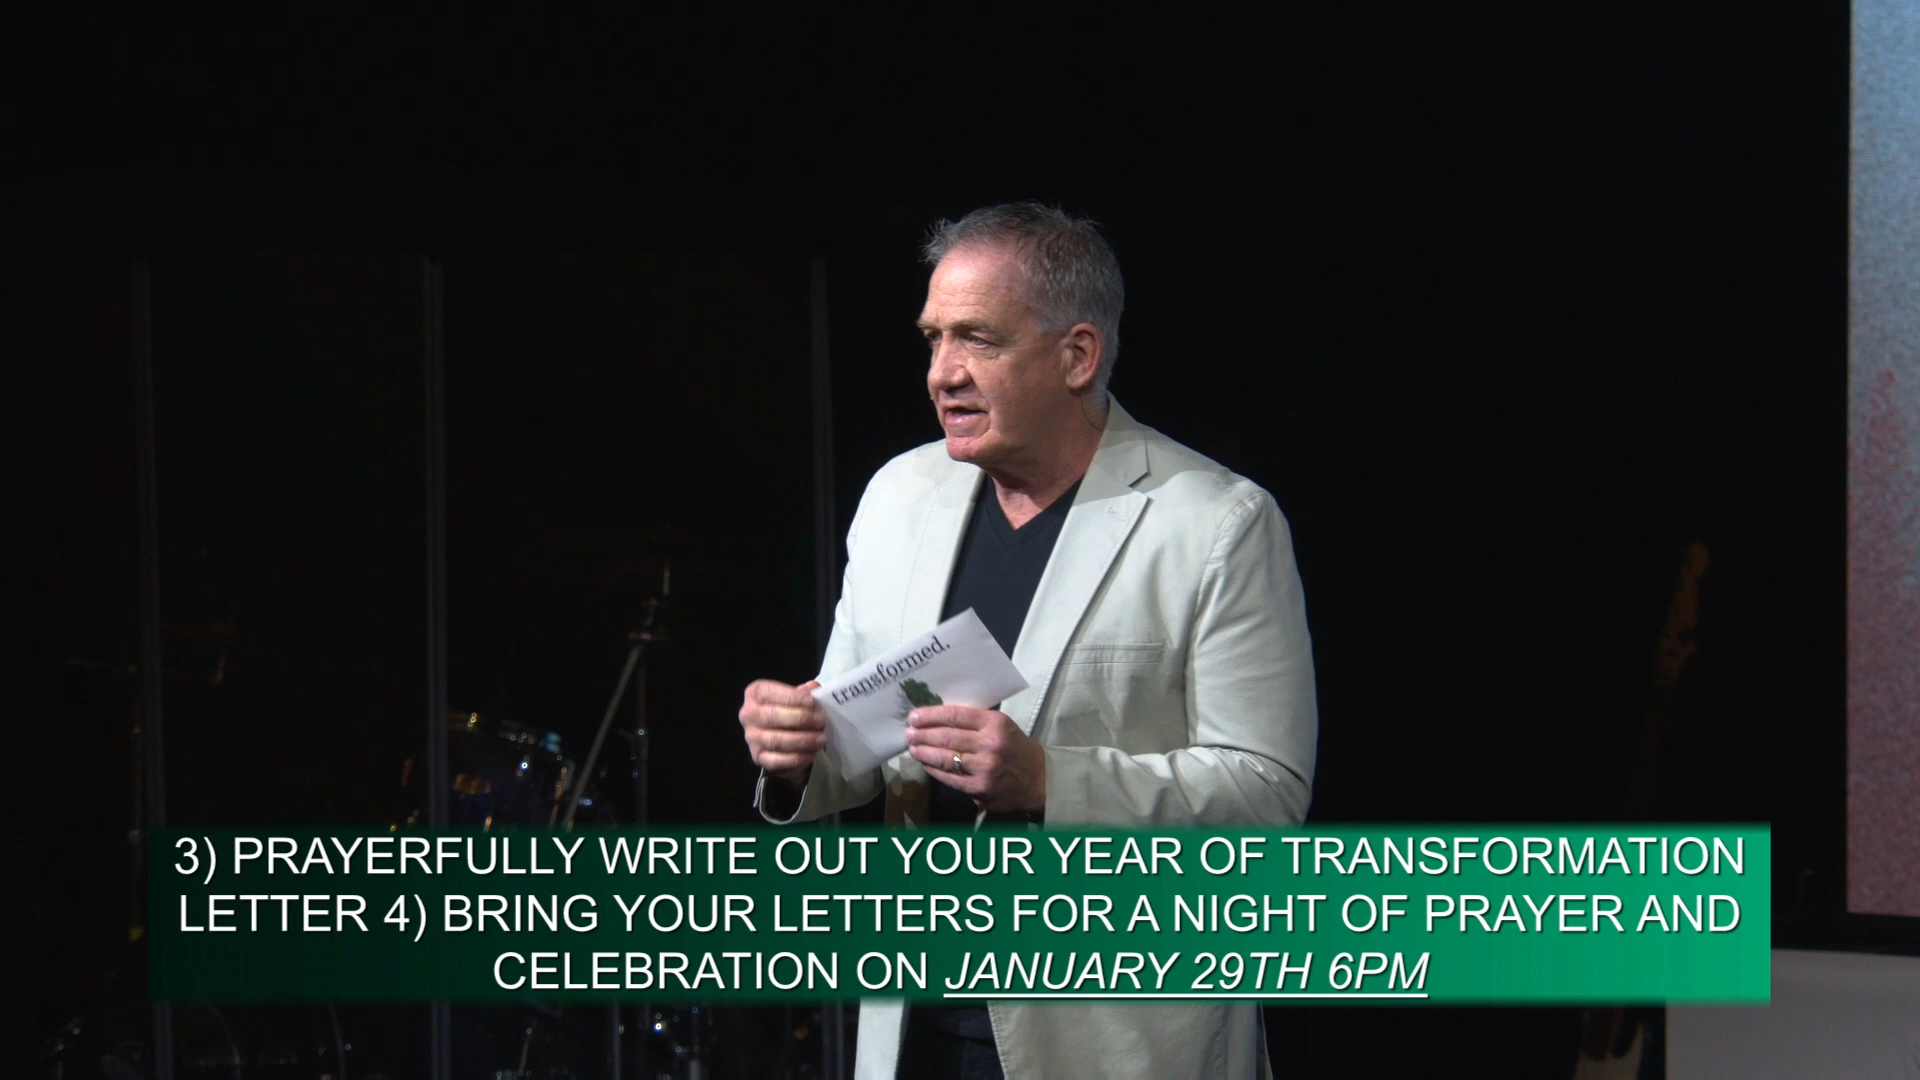 transformed.
3) PRAYERFULLY WRITE OUT YOUR YEAR OF TRANSFORMATION
LETTER 4) BRING YOUR LETTERS FOR A NIGHT OF PRAYER AND
CELEBRATION ON JANUARY 29TH 6PM